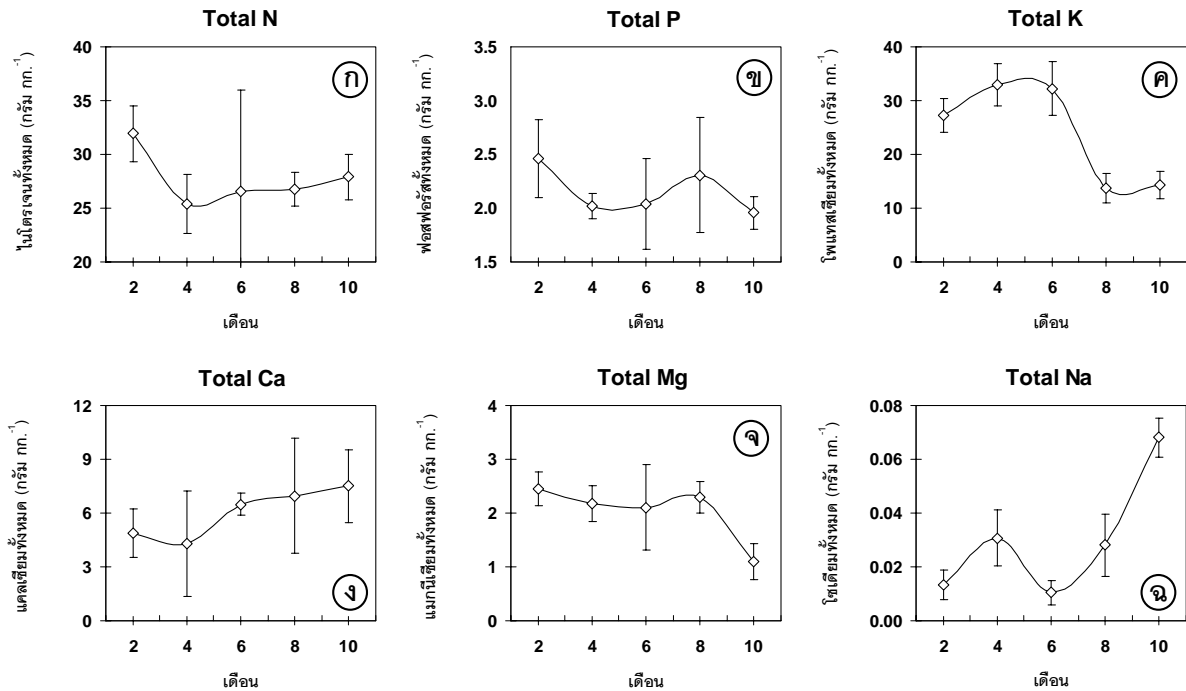 Total N
ไนโตรเจนทั้งหมด (กรัม กก.-1)
40
35
30
25
20
ก
2 4 6 8 10
เดือน
Total P
ฟอสฟอรัสทั้งหมด (กรัม กก.-1)
3.5
3.0
2.5
2.0
1.5
ข
2 4 6 8 10
เดือน
Total K
โพแทสเซียมทั้งหมด (กรัม กก.-1)
40
30
20
10
0
ค
2 4 6 8 10
เดือน
Total Ca
แคลเซียมทั้งหมด (กรัม กก.-1)
12
9
6
3
0
ง
2 4 6 8 10
เดือน
Total Mg
แมกนีเซียมทั้งหมด (กรัม กก.-1)
4
3
2
1
0
จ
2 4 6 8 10
เดือน
Total Na
โซเดียมทั้งหมด (กรัม กก.-1)
0.08
0.06
0.04
0.02
0.00
ฉ
2 4 6 8 10
เดือน